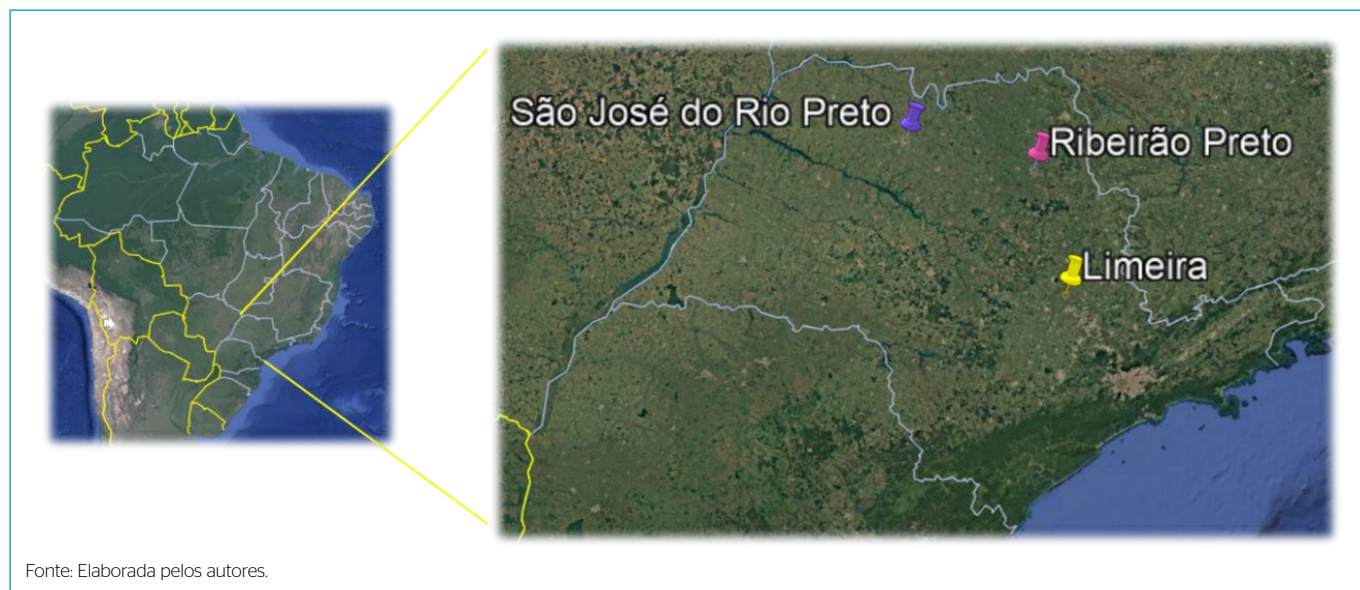 São José do Rio Preto
Ribeirão Preto
Limeira
Fonte: Elaborada pelos autores.